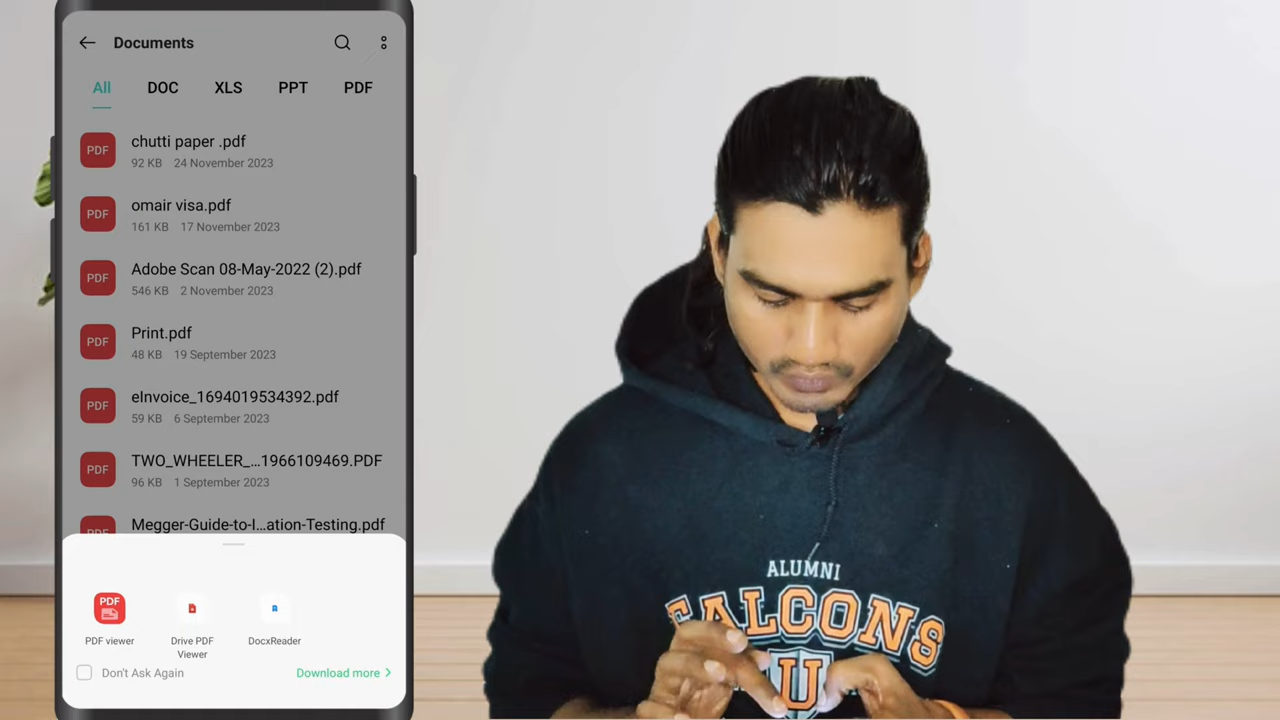 Documents
All DOC XLS PPT PDF
PDF chutti paper .pdf
92 KB 24 November 2023
PDF omair visa.pdf
161 KB 17 November 2023
PDF Adobe Scan 08-May-2022 (2).pdf
546 KB 2 November 2023
PDF Print.pdf
48 KB 19 September 2023
PDF eInvoice_1694019534392.pdf
59 KB 6 September 2023
PDF TWO_WHEELER_...1966109469.PDF
96 KB 1 September 2023
PDF Megger-Guide-to-I...ation-Testing.pdf
PDF
PDF viewer
Drive PDF
Viewer
DocxReader
Don't Ask Again
Download more
ALUMNI
FALCONS
U